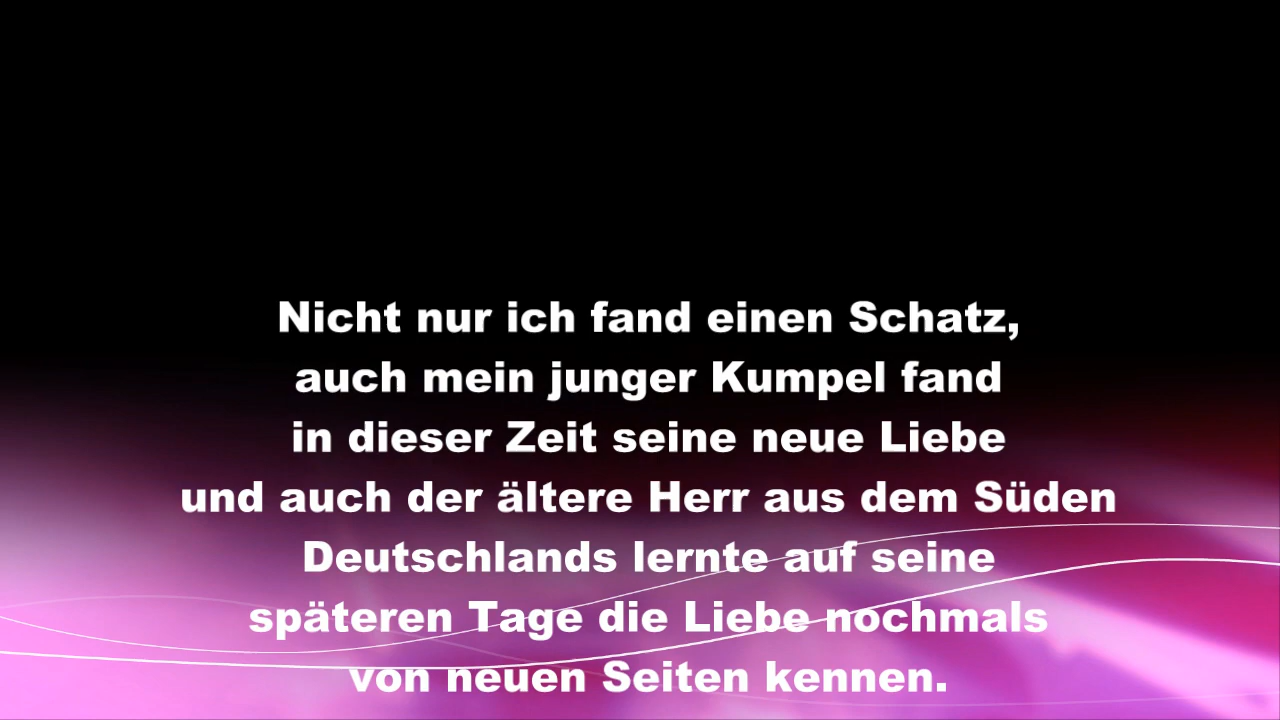 Nicht nur ich fand einen Schatz,
auch mein junger Kumpel fand
in dieser Zeit seine neue Liebe
und auch der ältere Herr aus dem Süden
Deutschlands lernte auf seine
späteren Tage die Liebe nochmals
von neuen Seiten kennen.